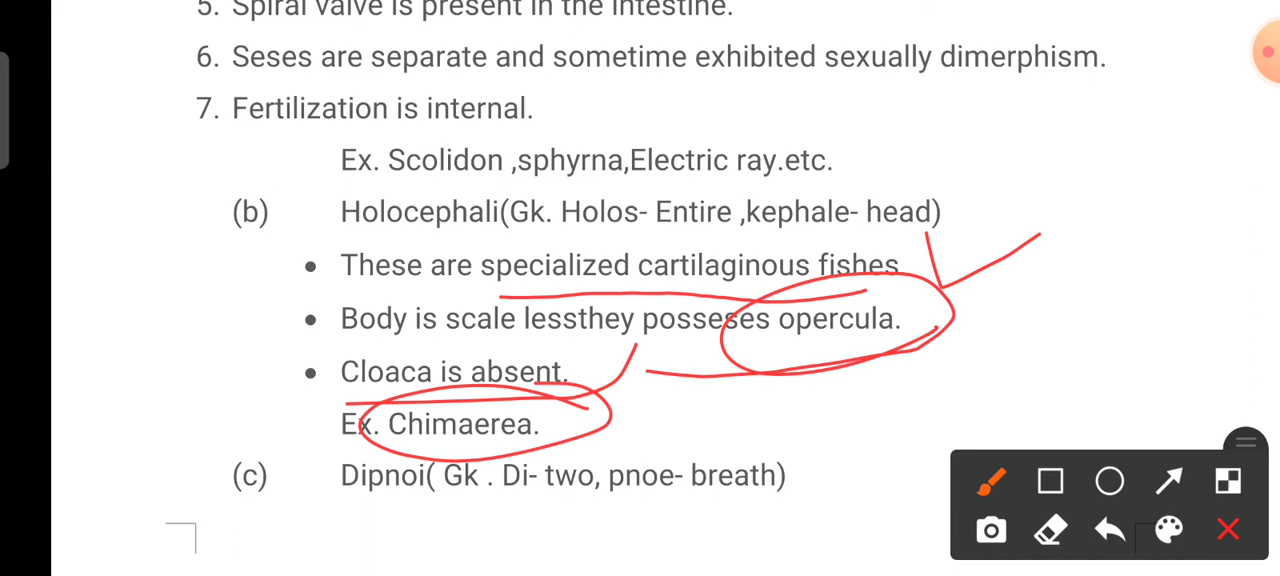 5. Spiral valve is present in the intestine.
6. Seses are separate and sometime exhibited sexually dimerphism.
7. Fertilization is internal.
Ex. Scolidon ,sphyrna,Electric ray.etc.
(b) Holocephali(Gk. Holos- Entire ,kephale- head)
• These are specialized cartilaginous fishes.
• Body is scale lessthey posseses opercula.
• Cloaca is absent.
Ex. Chimaerea.
(c) Dipnoi( Gk . Di- two, pnoe- breath)